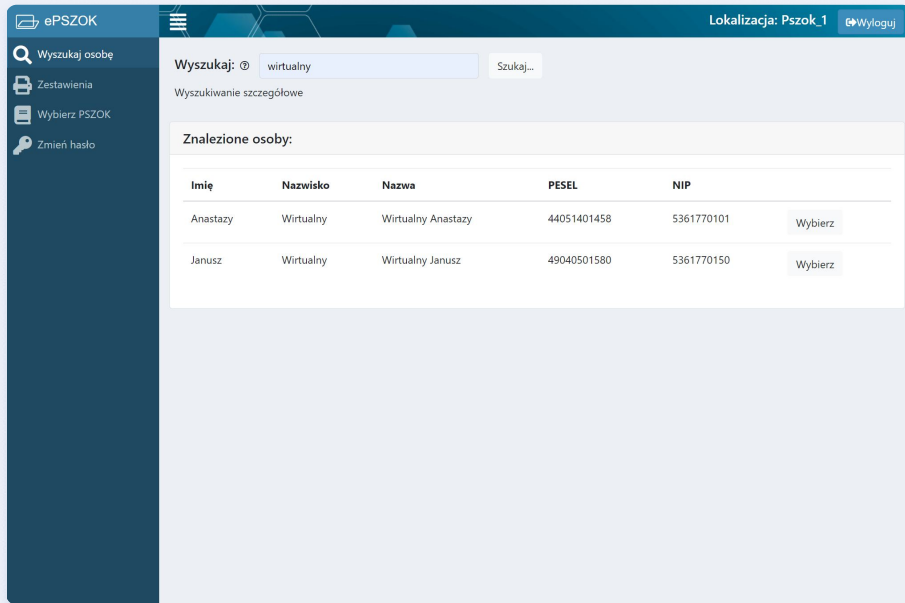 ePSZOK
Lokalizacja: Pszok_1 Wyloguj
Wyszukaj osobę
Zestawienia
Wybierz PSZOK
Zmień hasło
Wyszukaj: wirtualny Szukaj...
Wyszukiwanie szczegółowe
Znalezione osoby:
Imię Nazwisko Nazwa PESEL NIP
Anastazy Wirtualny Wirtualny Anastazy 44051401458 5361770101 Wybierz
Janusz Wirtualny Wirtualny Janusz 49040501580 5361770150 Wybierz